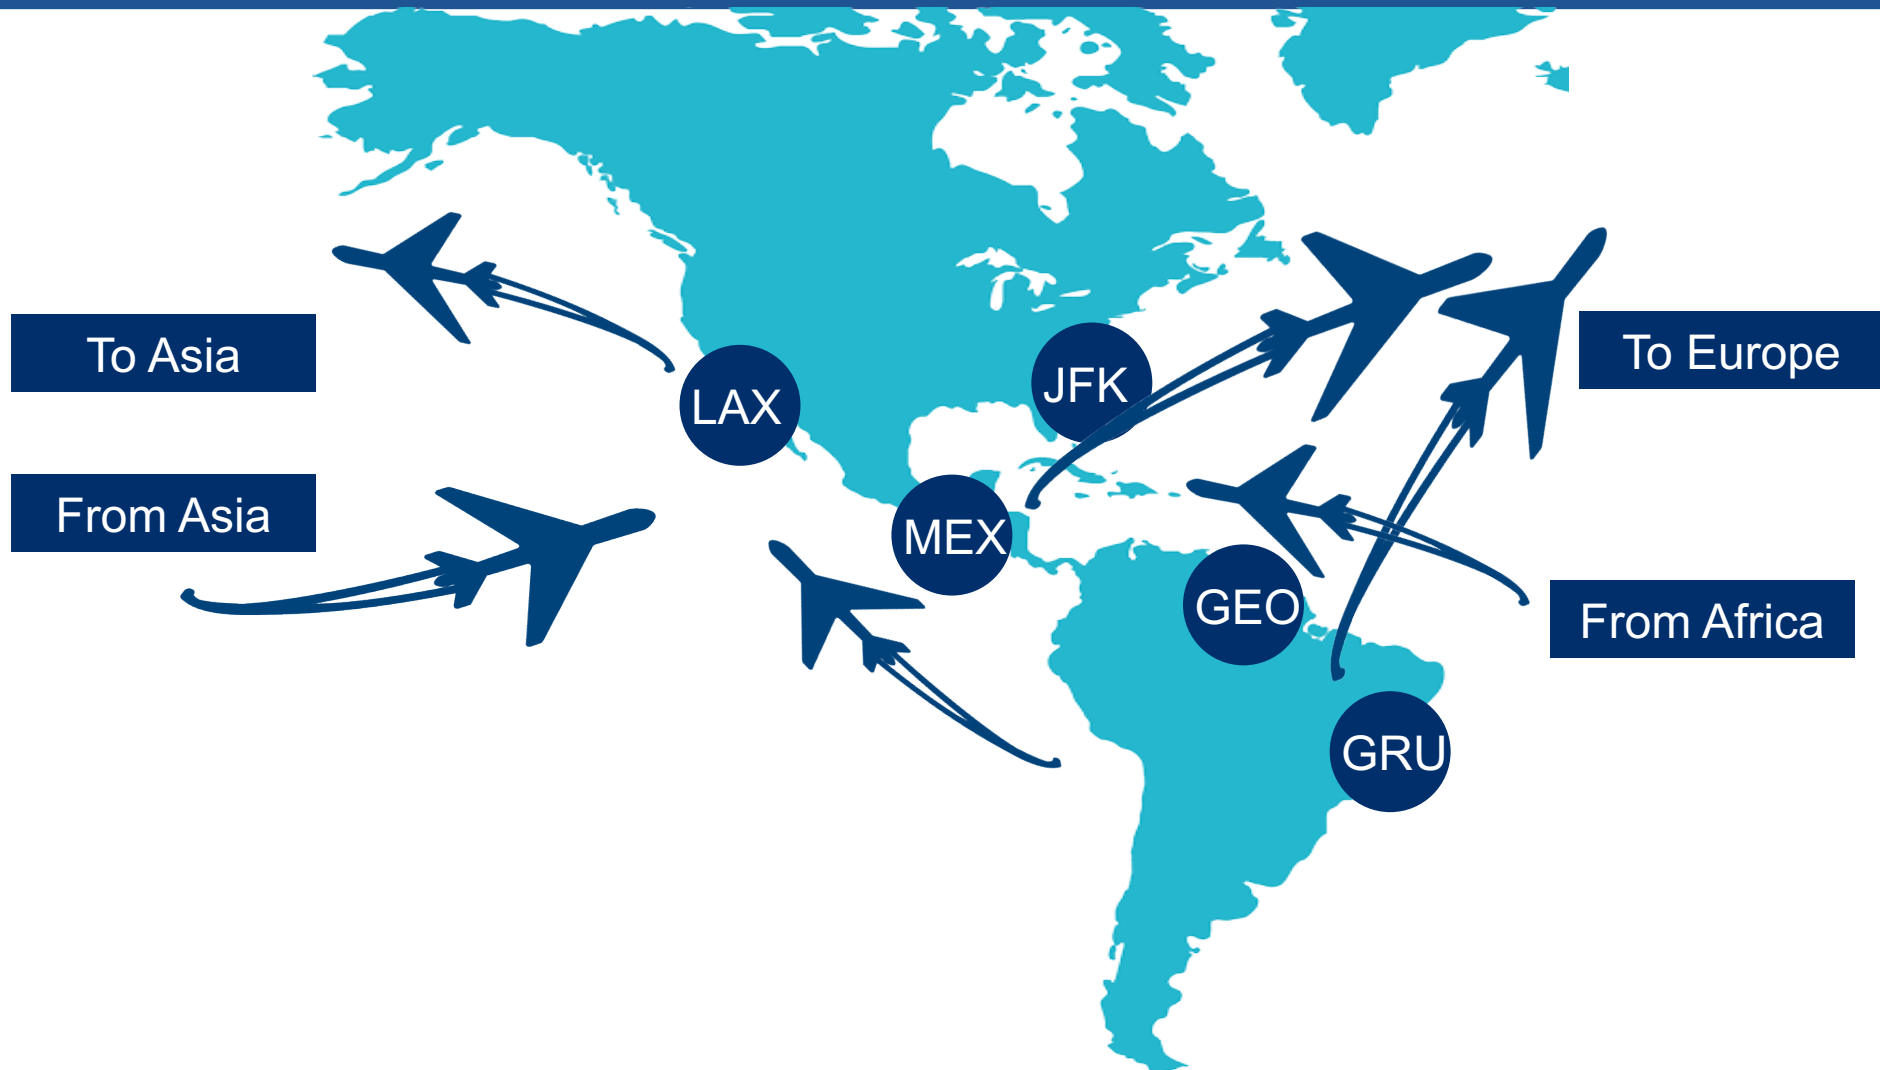 To Asia
To Europe
JFK
LAX
From Asia
MEX
GEO
From Africa
GRU